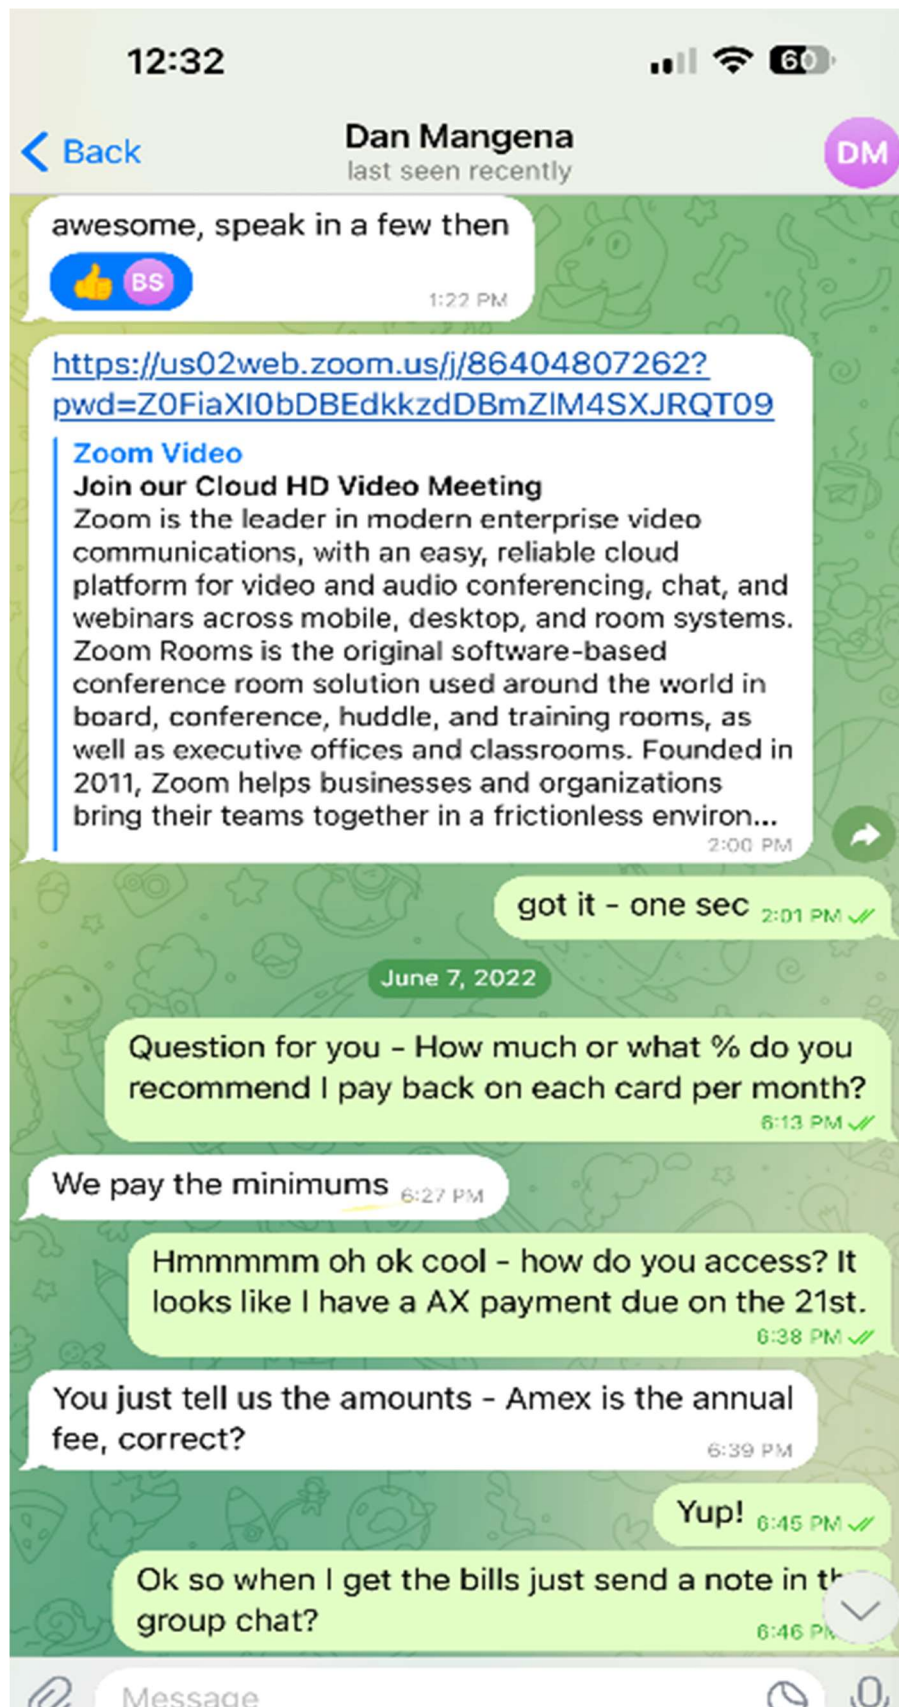 12:32
60
Back
Dan Mangena
last seen recently
DM
awesome, speak in a few then
BS
1:22 PM
https://us02web.zoom.us/j/86404807262?
pwd=Z0FiaXI0bDBEdkkzdDBmZlM4SXJRQT09
Zoom Video
Join our Cloud HD Video Meeting
Zoom is the leader in modern enterprise video
communications, with an easy, reliable cloud
platform for video and audio conferencing, chat, and
webinars across mobile, desktop, and room systems.
Zoom Rooms is the original software-based
conference room solution used around the world in
board, conference, huddle, and training rooms, as
well as executive offices and classrooms. Founded in
2011, Zoom helps businesses and organizations
bring their teams together in a frictionless environ...
2:00 PM
got it - one sec 2:01 PM
June 7, 2022
Question for you - How much or what % do you
recommend I pay back on each card per month?
6:13 PM
We pay the minimums 6:27 PM
Hmmmmm oh ok cool - how do you access? It
looks like I have a AX payment due on the 21st.
6:38 PM
You just tell us the amounts - Amex is the annual
fee, correct?
6:39 PM
Yup! 6:45 PM
Ok so when I get the bills just send a note in
group chat?
6:46
Message